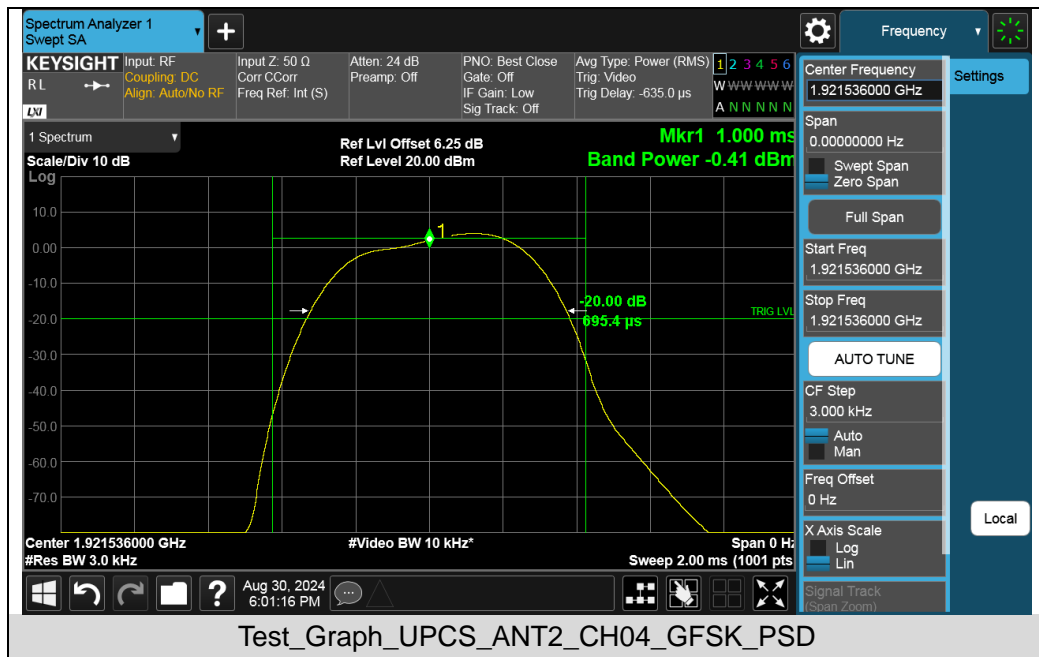 Spectrum Analyzer 1
Swept SA
+
Frequency
KEYSIGHT
R L
LXI
Input: RF
Coupling: DC
Align: Auto/No RF
Input Z: 50 Ω
Corr CCorr
Freq Ref: Int (S)
Atten: 24 dB
Preamp: Off
PNO: Best Close
Gate: Off
IF Gain: Low
Sig Track: Off
Avg Type: Power (RMS)
Trig: Video
Trig Delay: -635.0 µs
1 2 3 4 5 6
W W W W W W
A N N N N N
1 Spectrum
Scale/Div 10 dB
Log
Ref Lvl Offset 6.25 dB
Ref Level 20.00 dBm
Mkr1 1.000 ms
Band Power -0.41 dBm
10.0
0.00
-10.0
-20.0
-30.0
-40.0
-50.0
-60.0
-70.0
1
-20.00 dB
695.4 µs
TRIG LVL
Center 1.921536000 GHz
#Res BW 3.0 kHz
#Video BW 10 kHz*
Span 0 Hz
Sweep 2.00 ms (1001 pts
Center Frequency
1.921536000 GHz
Span
0.00000000 Hz
Swept Span
Zero Span
Full Span
Start Freq
1.921536000 GHz
Stop Freq
1.921536000 GHz
AUTO TUNE
CF Step
3.000 kHz
Auto
Man
Freq Offset
0 Hz
X Axis Scale
Log
Lin
Signal Track
(Span Zoom)
Settings
Local
?
Aug 30, 2024
6:01:16 PM
Test_Graph_UPCS_ANT2_CH04_GFSK_PSD